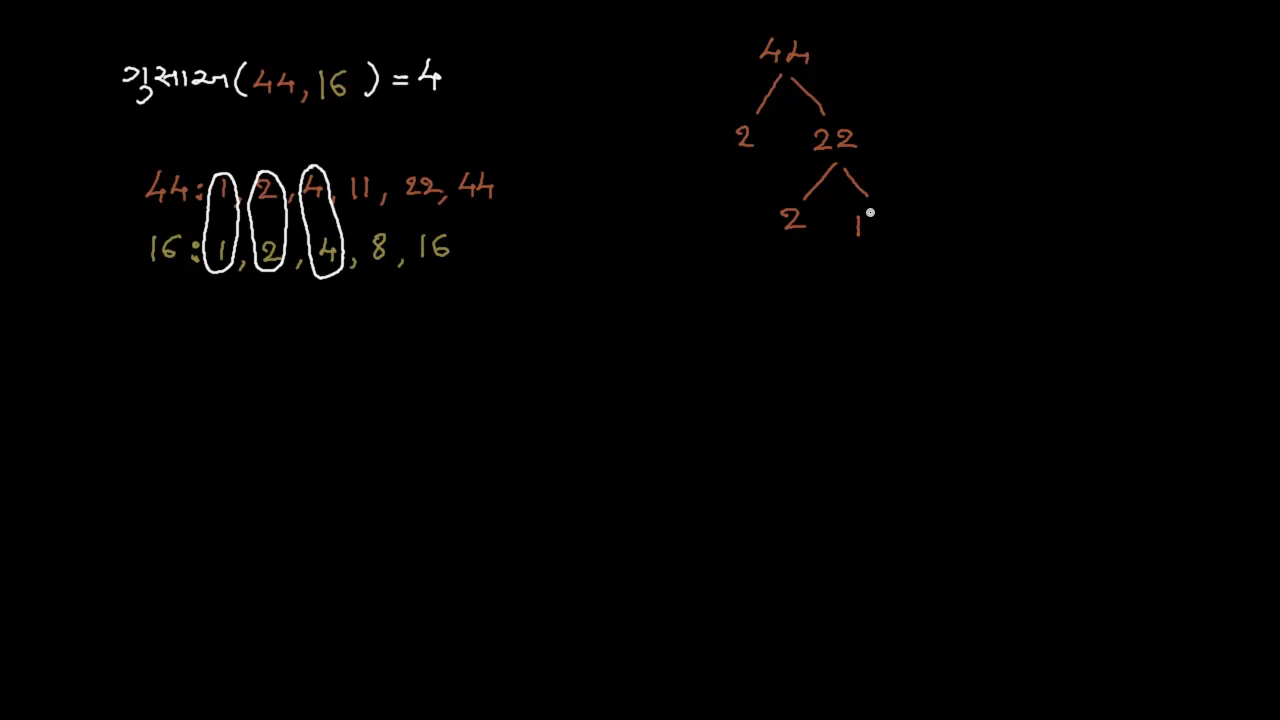 ગુસાઅ(44, 16) = 4
44: 1, 2, 4, 11, 22, 44
16: 1, 2, 4, 8, 16
44
2 22
2 1